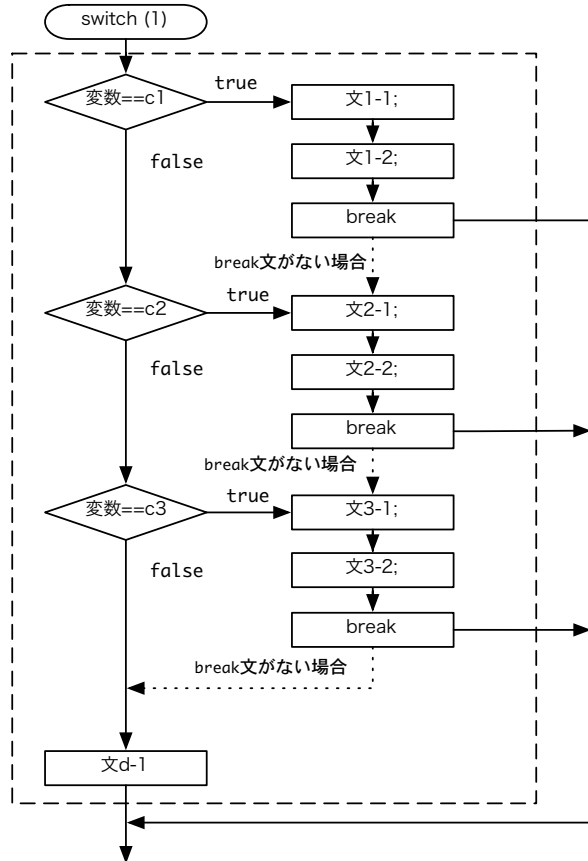 switch (1)
変数==c1
true
文1-1;
文1-2;
false
break
break文がない場合
変数==c2
true
文2-1;
文2-2;
false
break
break文がない場合
変数==c3
true
文3-1;
文3-2;
false
break
break文がない場合
文d-1